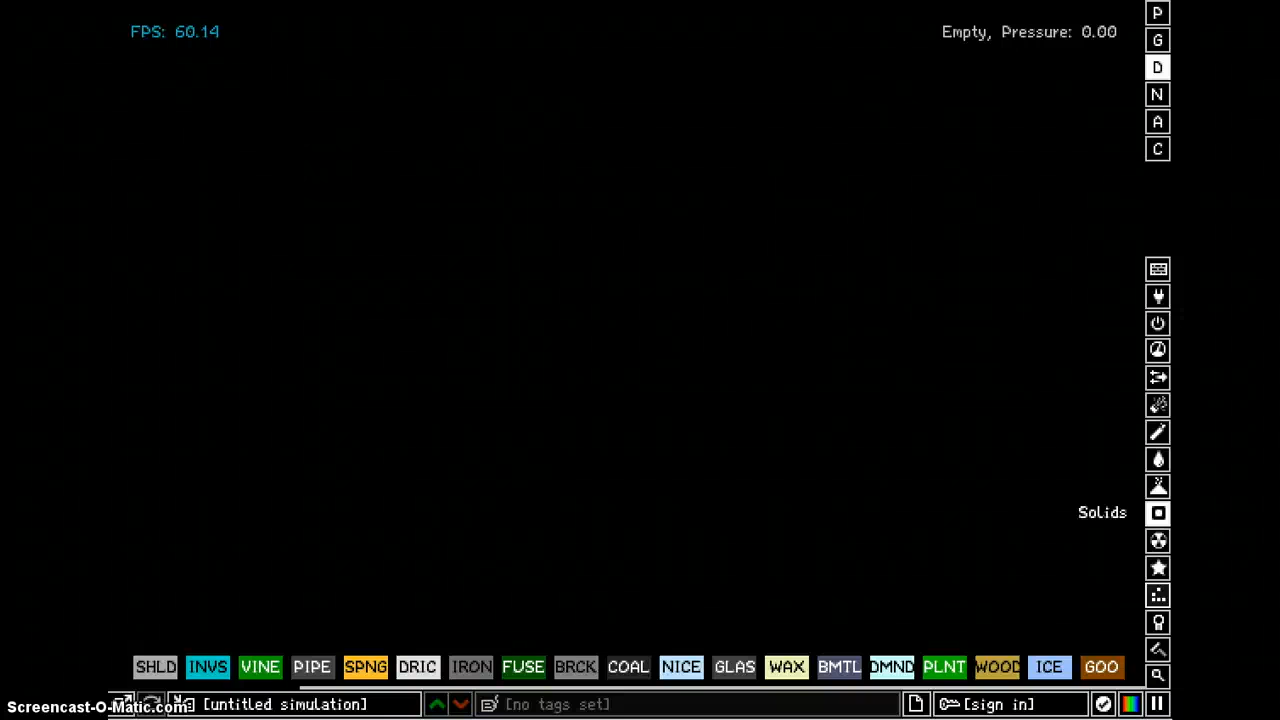 FPS: 60.14
Empty, Pressure: 0.00
P
G
D
N
A
C
Solids
SHLD INVS VINE PIPE SPNG DRIC IRON FUSE BRCK COAL NICE GLAS WAX BMTL DMND PLNT WOOD ICE GOO
[untitled simulation] [no tags set] [sign in]
Screencast-O-Matic.com